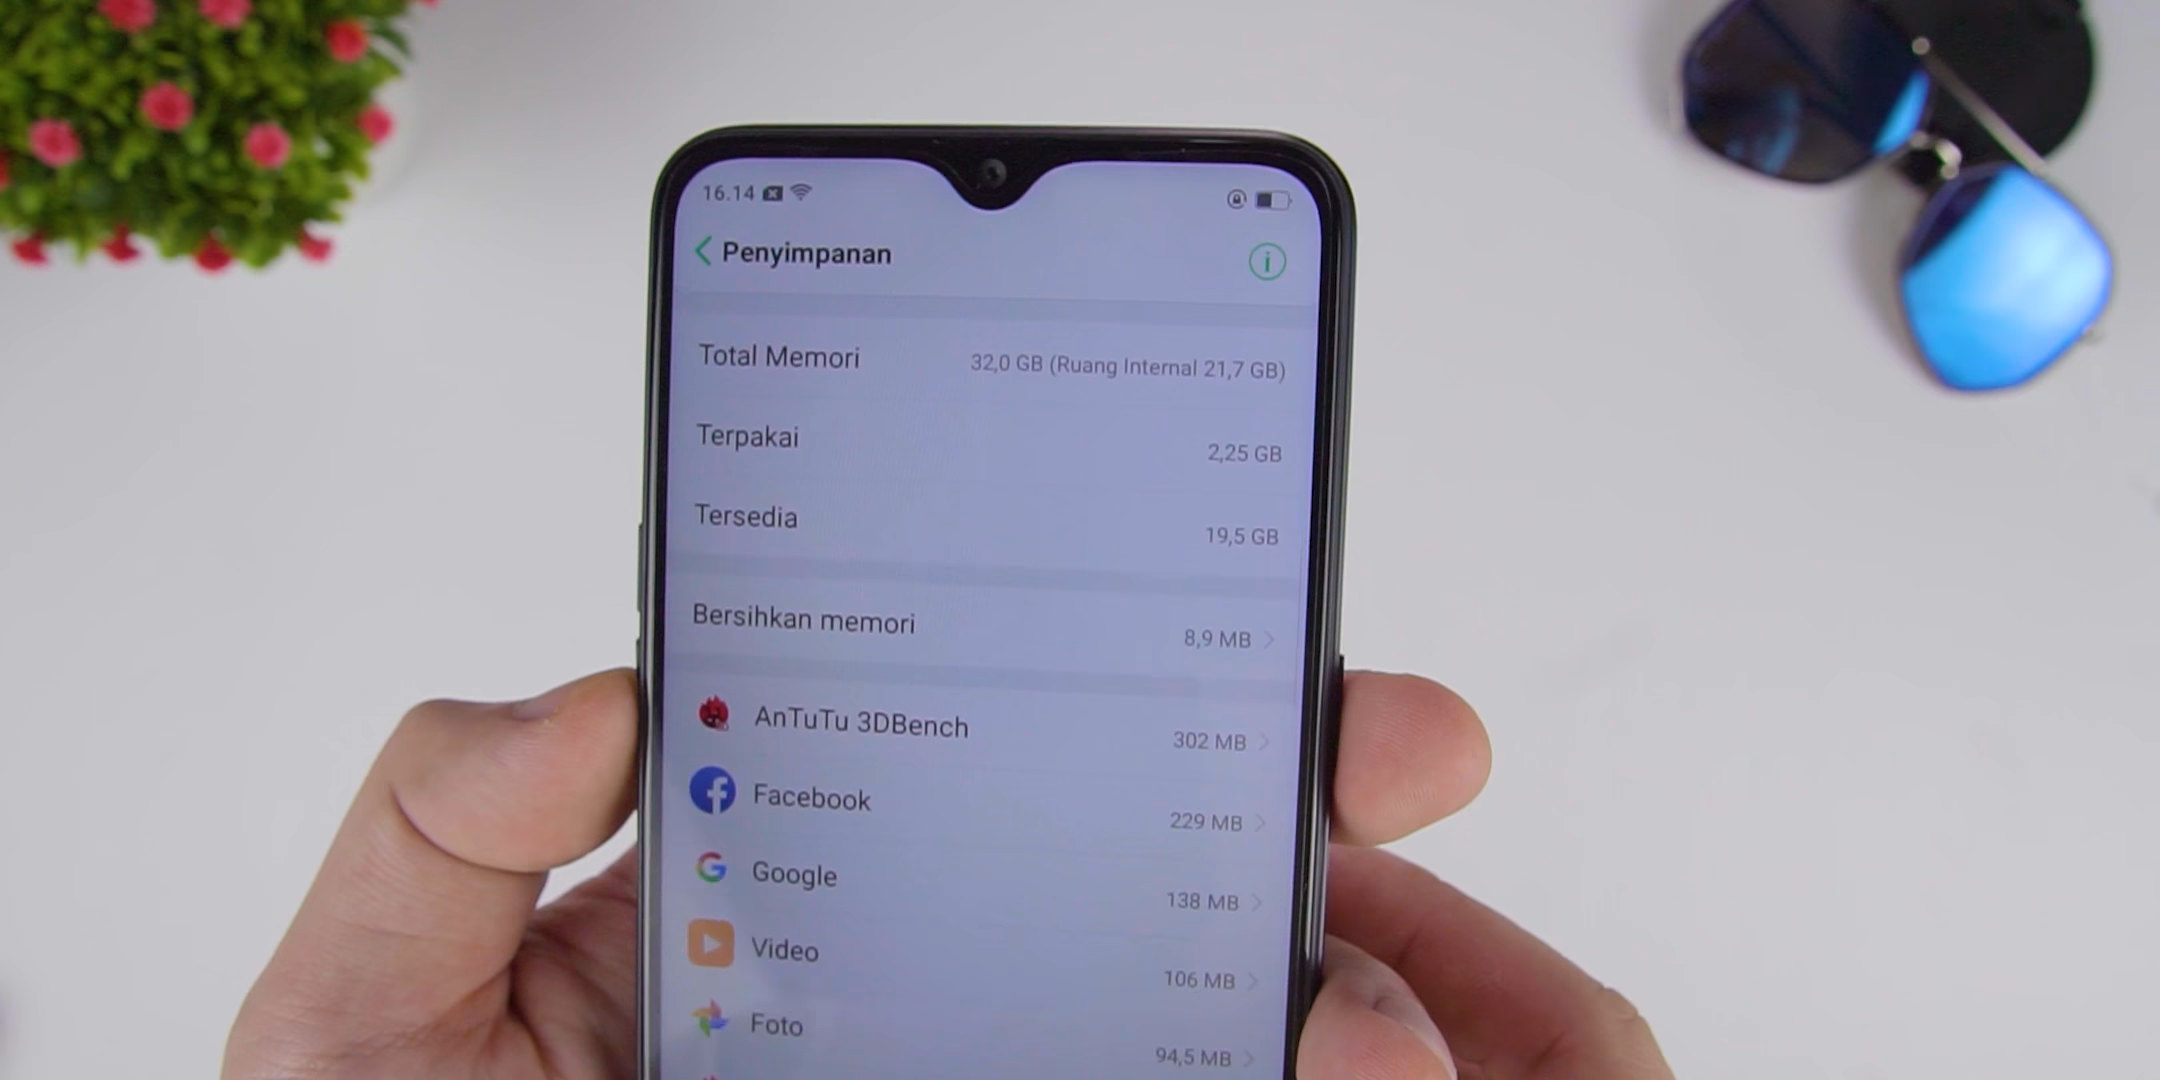 16.14
Penyimpanan
Total Memori 32,0 GB (Ruang Internal 21,7 GB)
Terpakai 2,25 GB
Tersedia 19,5 GB
Bersihkan memori 8,9 MB
AnTuTu 3DBench 302 MB
Facebook 229 MB
Google 138 MB
Video 106 MB
Foto 94,5 MB